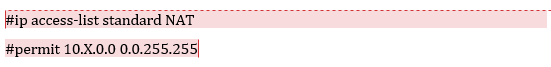 #ip access-list standard NAT
#permit 10.X.0.0 0.0.255.255